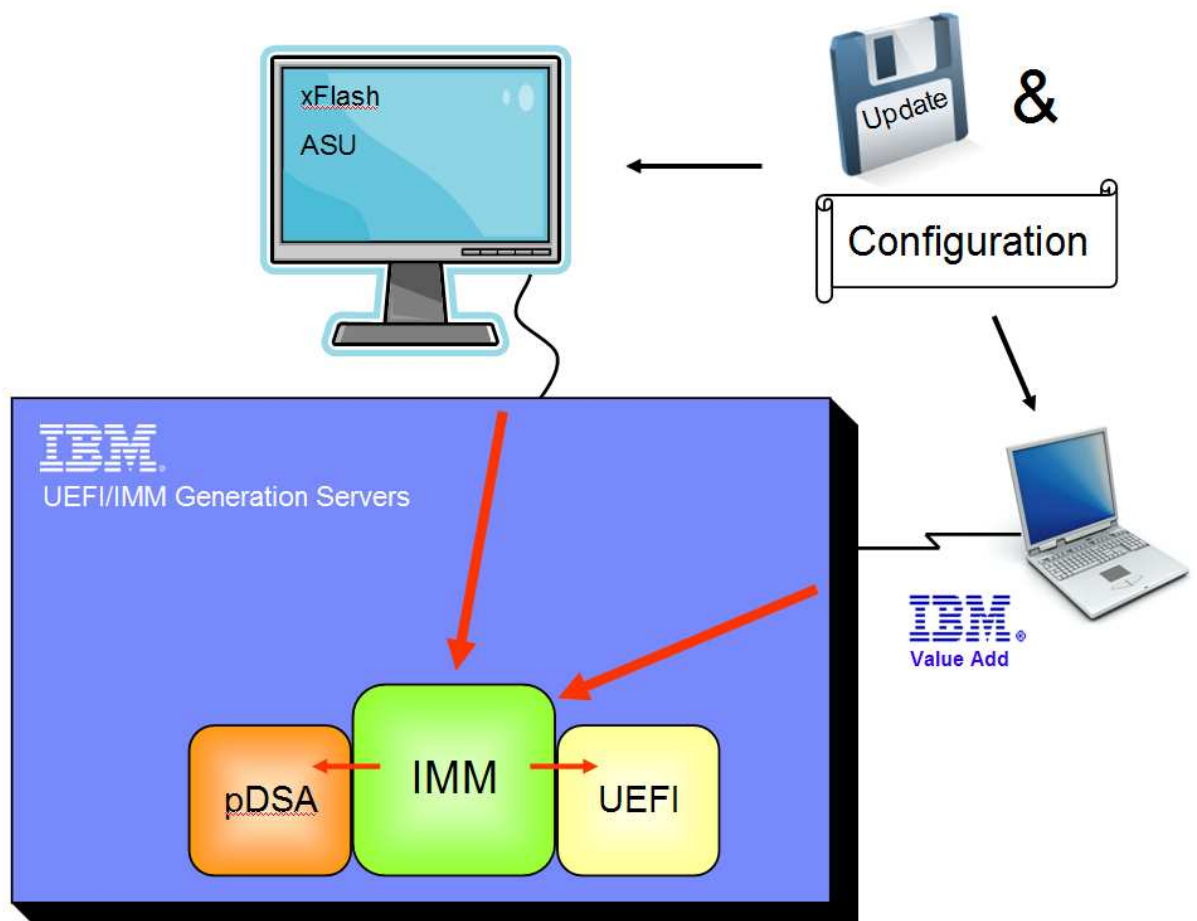 xFlash
ASU
Update
&
Configuration
IBM.
UEFI/IMM Generation Servers
IBM.®
Value Add
pDSA
IMM
UEFI